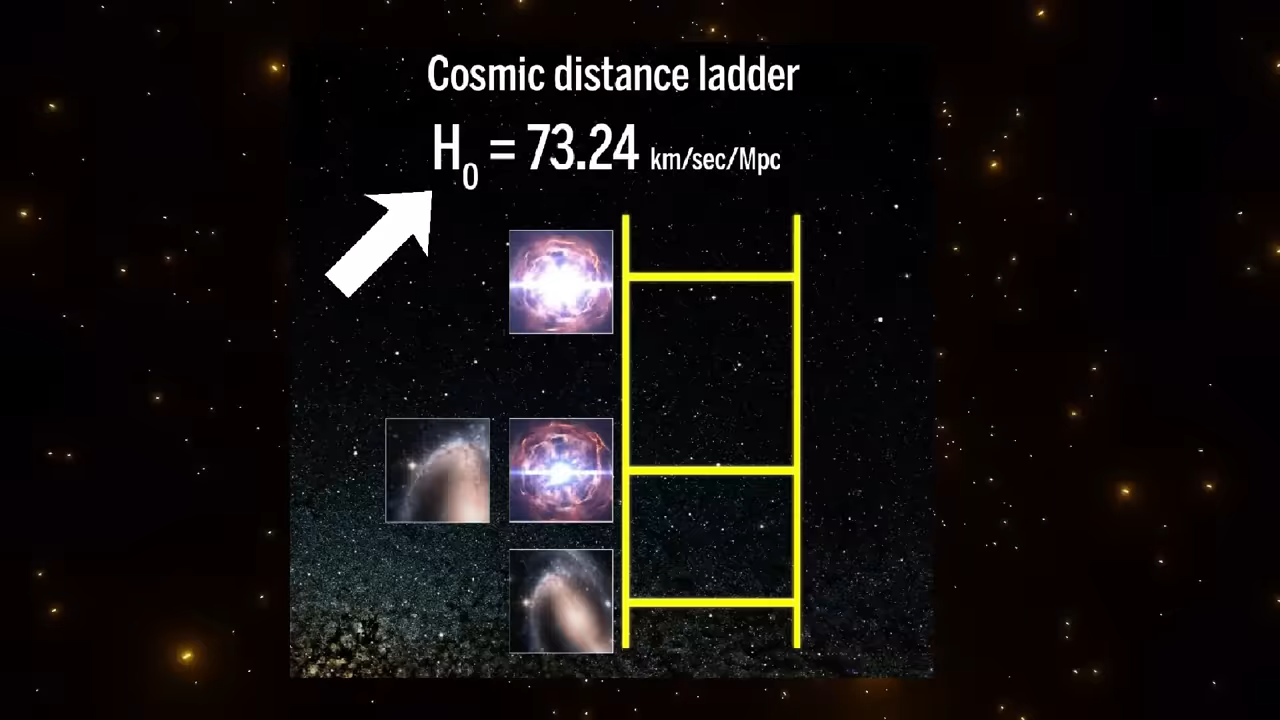 Cosmic distance ladder
H₀ = 73.24 km/sec/Mpc